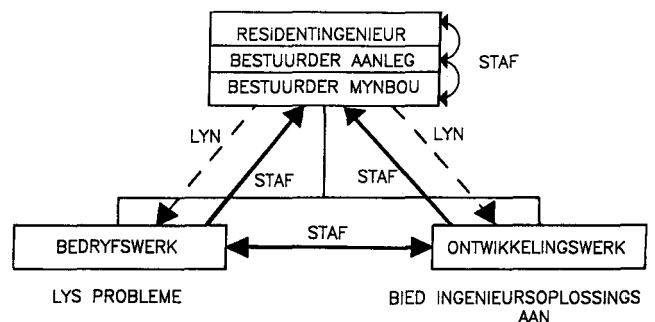 RESIDENTINGENIEUR
BESTUURDER AANLEG
BESTUURDER MYNBOU
STAF
LYN
LYN
STAF
STAF
BEDRYFSWERK
STAF
ONTWIKKELINGSWERK
LYS PROBLEME
BIED INGENIEURSOPLOSSINGS
AAN